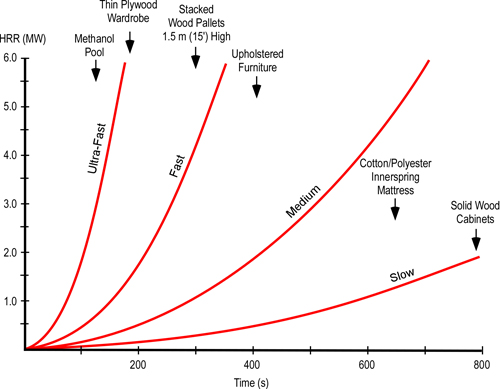 Thin Plywood
Wardrobe
Stacked
Wood Pallets
1.5 m (15') High
HRR (MW)
Methanol
Pool
Upholstered
Furniture
6.0
5.0
4.0
3.0
2.0
1.0
Ultra-Fast
Fast
Medium
Slow
Cotton/Polyester
Innerspring
Mattress
Solid Wood
Cabinets
200
400
600
800
Time (s)